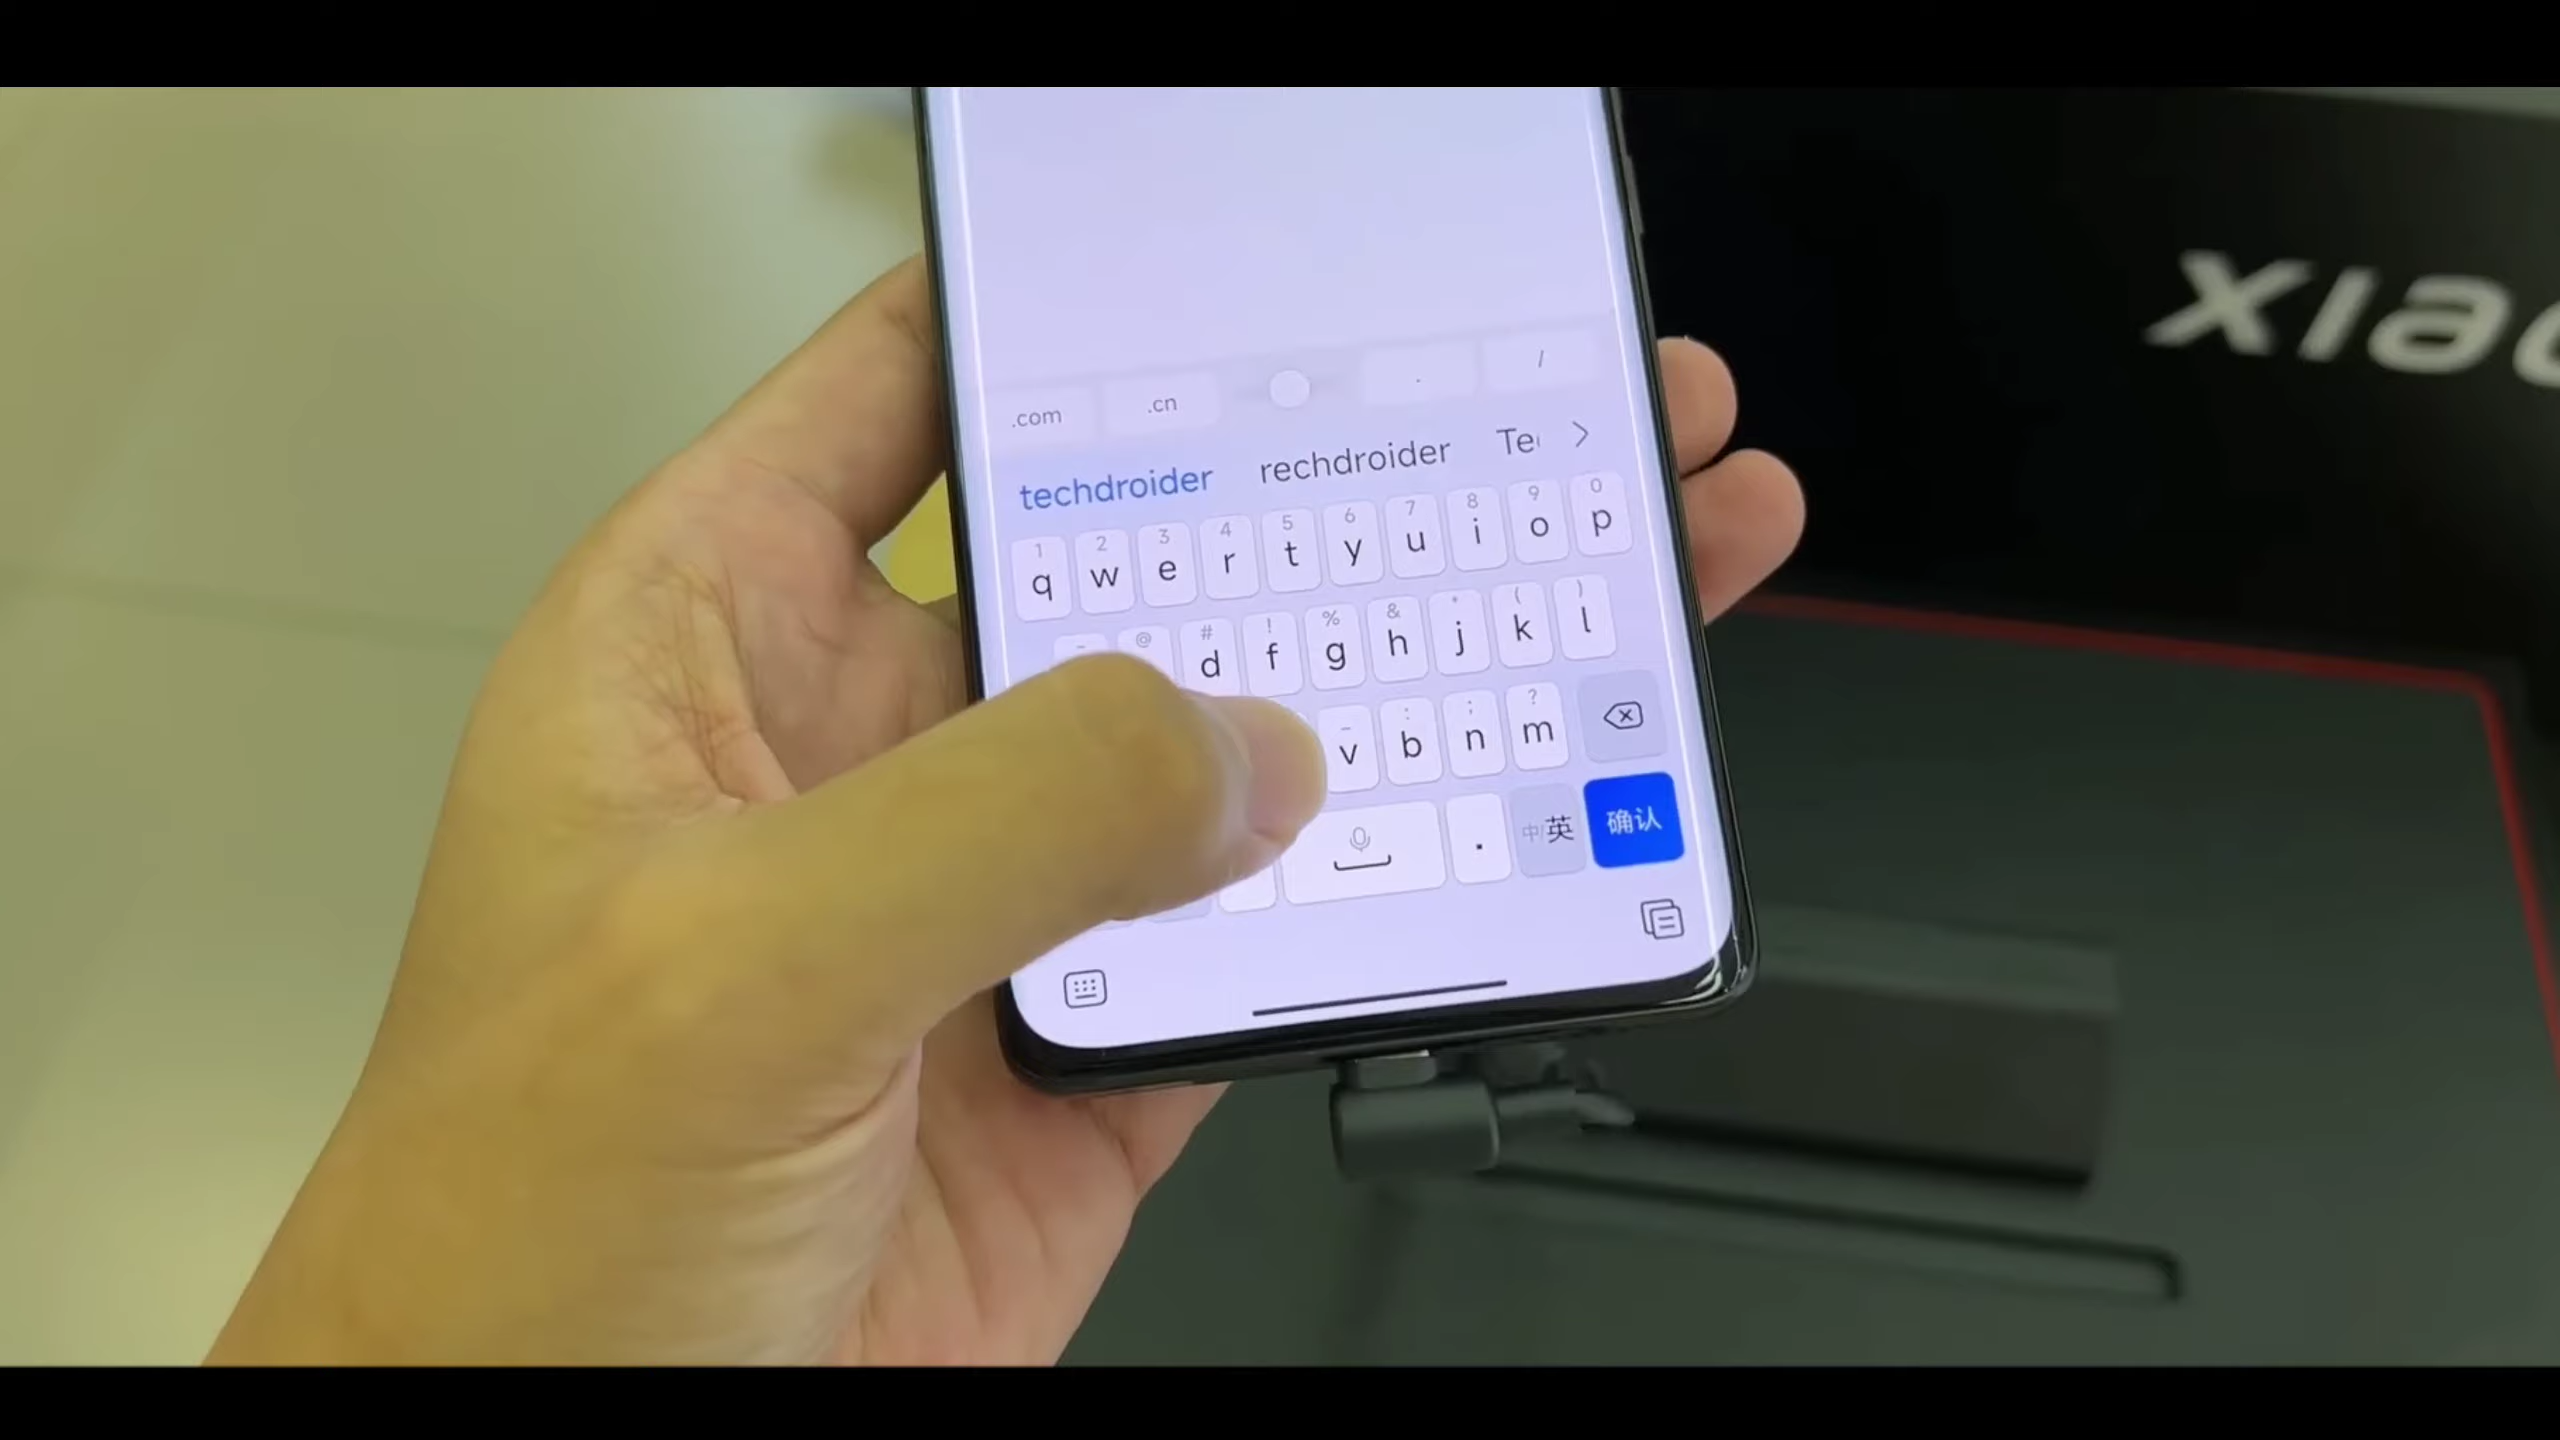 .com .cn . /
techdroider rechdroider Te
1 2 3 4 5 6 7 8 9 0
q w e r t y u i o p
- @ # ! % & * ( )
d f g h j k l
– : ; ?
v b n m
. 中/英 确认
XIAO